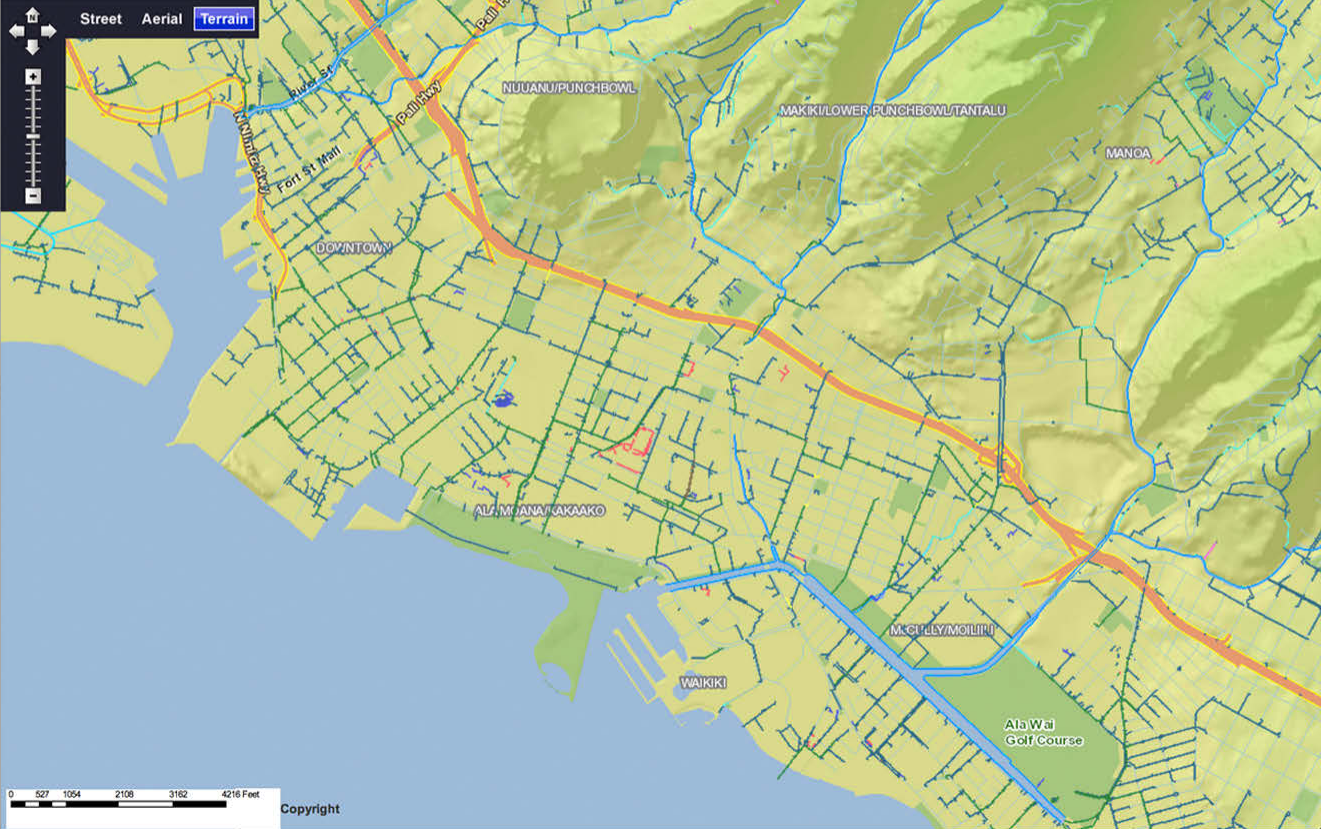 N
Street Aerial Terrain
+
-
River St
Pali Hwy
Pali
N Nimitz Hwy
Fort St Mall
NUUANU/PUNCHBOWL
MAKIKI/LOWER PUNCHBOWL/TANTALU
MANOA
DOWNTOWN
ALA MOANA/KAKAAKO
McCULLY/MOILIILI
WAIKIKI
Ala Wai
Golf Course
0 527 1054 2108 3162 4216 Feet
Copyright